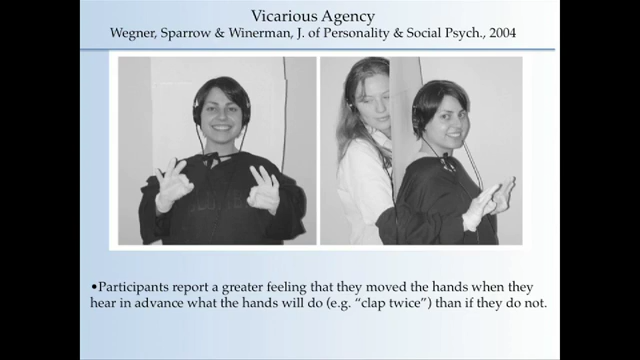 Vicarious Agency
Wegner, Sparrow & Winerman, J. of Personality & Social Psych., 2004
•Participants report a greater feeling that they moved the hands when they
hear in advance what the hands will do (e.g. “clap twice”) than if they do not.